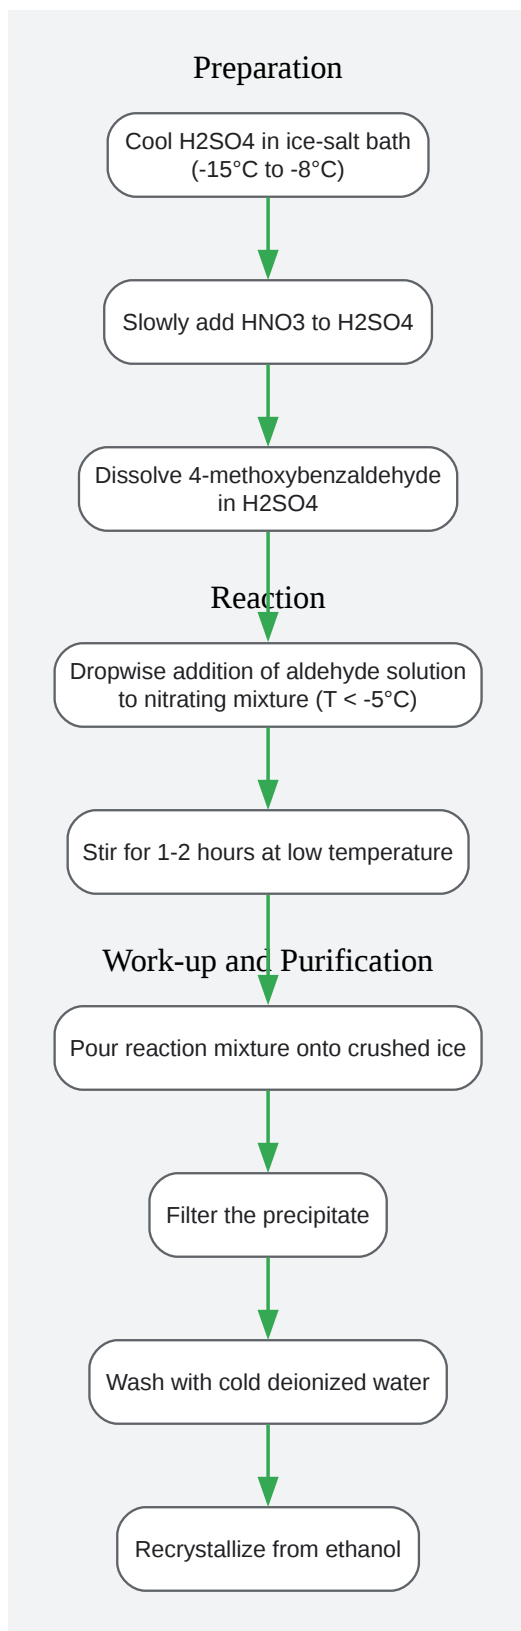 Preparation
Cool H2SO4 in ice-salt bath
(-15°C to -8°C)
Slowly add HNO3 to H2SO4
Dissolve 4-methoxybenzaldehyde
in H2SO4
Reaction
Dropwise addition of aldehyde solution
to nitrating mixture (T < -5°C)
Stir for 1-2 hours at low temperature
Work-up and Purification
Pour reaction mixture onto crushed ice
Filter the precipitate
Wash with cold deionized water
Recrystallize from ethanol